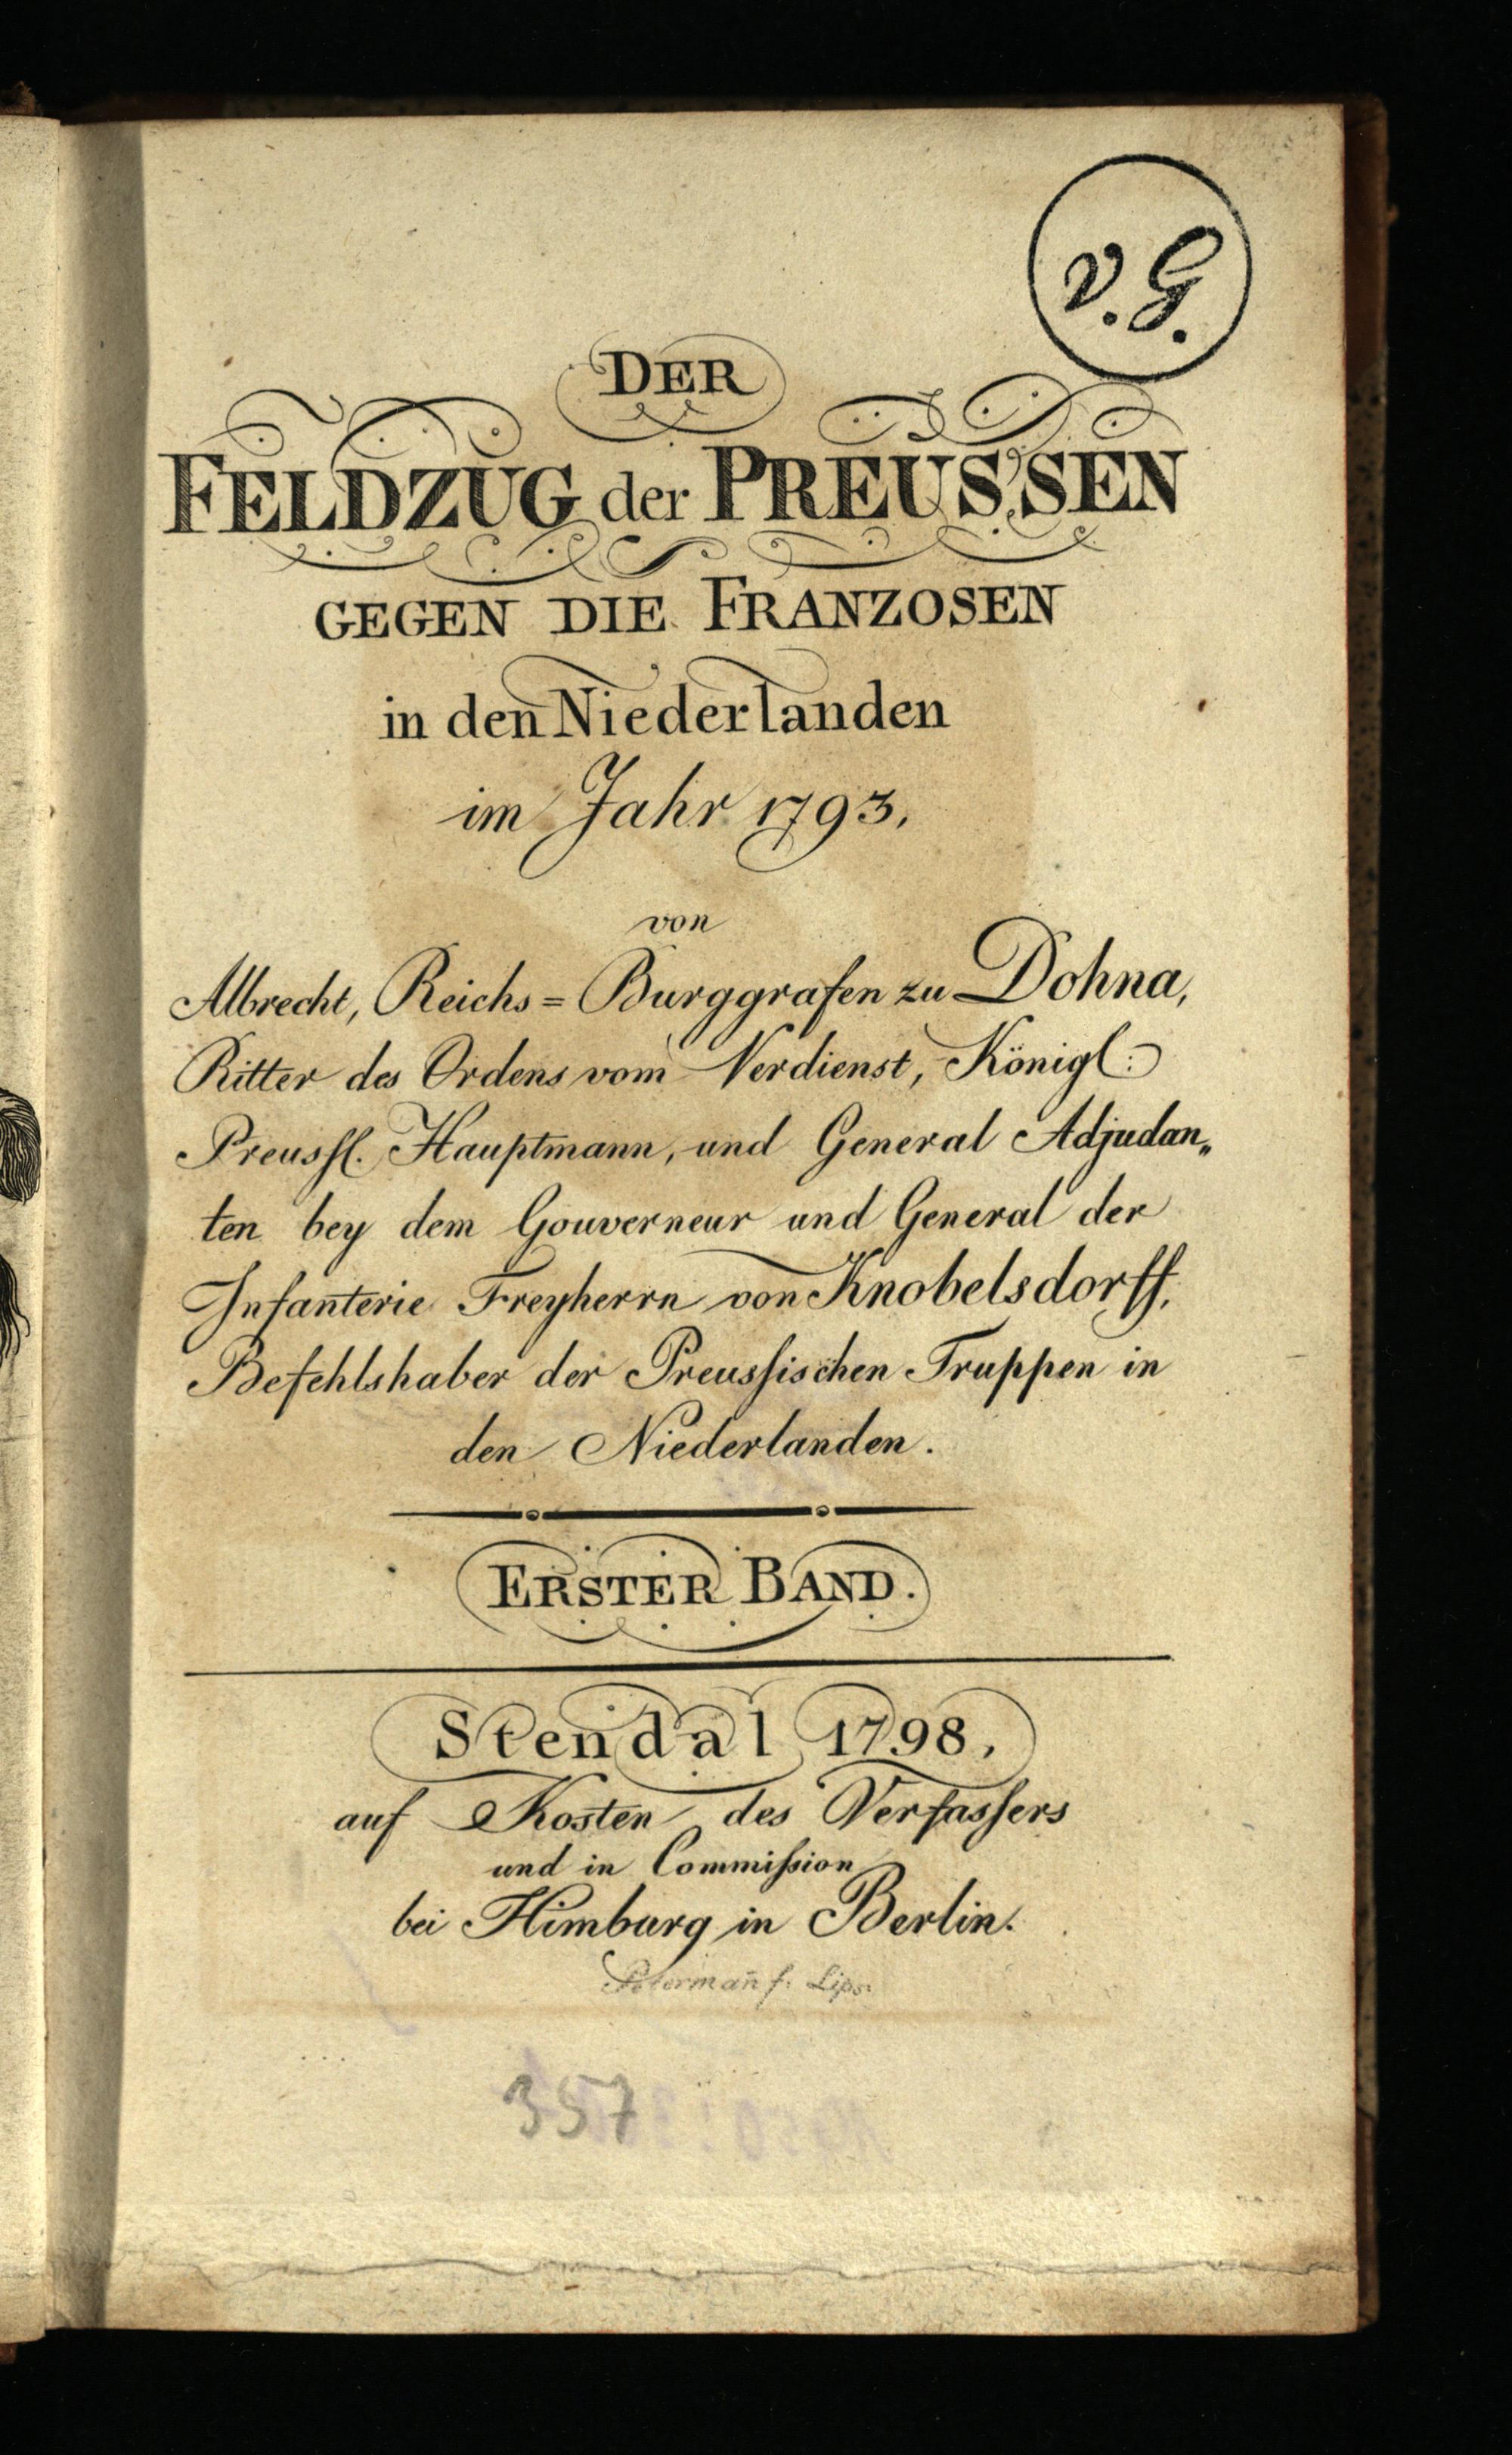 v. G.
DER
FELDZUG der PREUSSEN
GEGEN DIE FRANZOSEN
in den Niederlanden
im Jahr 1793,
von
Albrecht, Reichs=Burggrafen zu Dohna,
Ritter des Ordens vom Verdienst, Königl:
Preuſsl. Hauptmann, und General Adjudan„
ten bey dem Gouverneur und General der
Infanterie Freyherrn von Knobelsdorff,
Befehlshaber der Preuſsischen Truppen in
den Niederlanden.
ERSTER BAND.
Stendal 1798,
auf Kosten des Verfaſsers
und in Commiſsion
bei Himburg in Berlin.
Petermañ f: Lips:
357